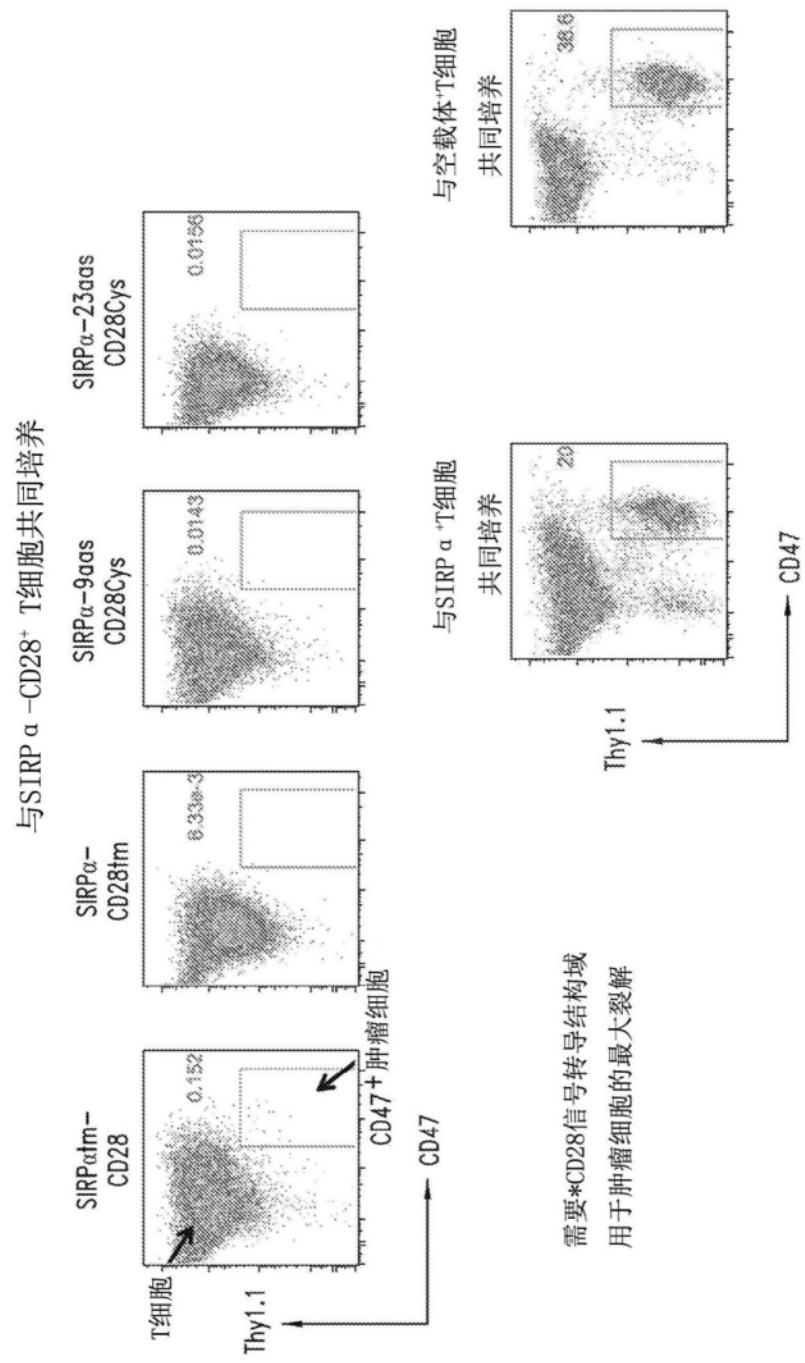 与SIRPα-CD28⁺ T细胞共同培养
SIRPαtm-
CD28
0.152
T细胞
CD47+肿瘤细胞
SIRPα-
CD28tm
6.33e-3
SIRPα-9aas
CD28Cys
0.0143
SIRPα-23aas
CD28Cys
0.0156
Thy1.1
CD47
与SIRPα⁺T细胞
共同培养
20
与空载体⁺T细胞
共同培养
38.6
Thy1.1
CD47
需要*CD28信号转导结构域
用于肿瘤细胞的最大裂解